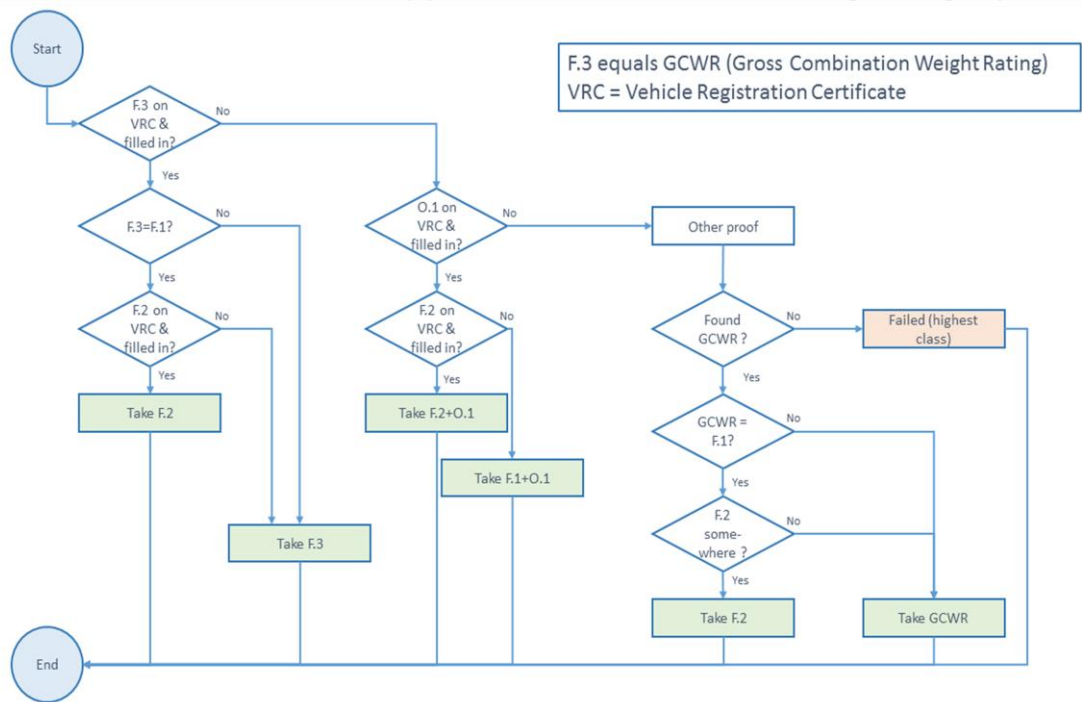 Start
F.3 equals GCWR (Gross Combination Weight Rating)
VRC = Vehicle Registration Certificate
F.3 on
VRC &
filled in?
No
Yes
F.3=F.1?
No
Yes
F.2 on
VRC &
filled in?
No
Yes
Take F.2
Take F.3
O.1 on
VRC &
filled in?
No
Yes
F.2 on
VRC &
filled in?
No
Yes
Take F.2+O.1
Take F.1+O.1
Other proof
Found
GCWR ?
No
Failed (highest
class)
Yes
GCWR =
F.1?
No
Yes
F.2
some-
where ?
No
Yes
Take F.2
Take GCWR
End